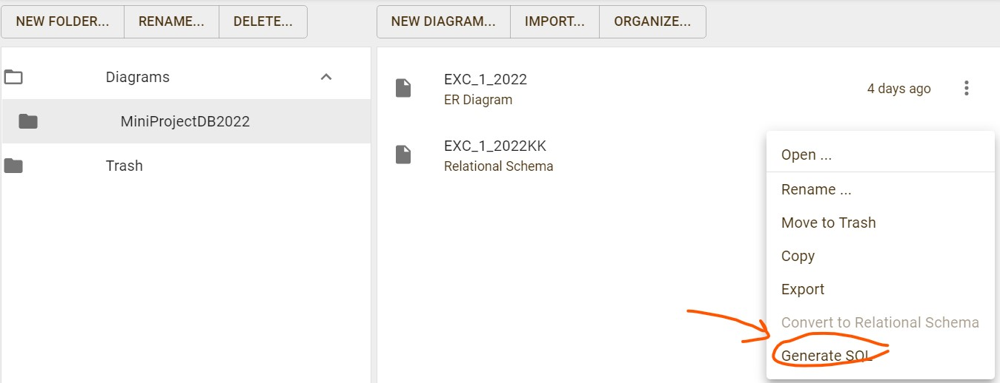 NEW FOLDER... RENAME... DELETE...
NEW DIAGRAM... IMPORT... ORGANIZE...
Diagrams
MiniProjectDB2022
Trash
EXC_1_2022
ER Diagram
4 days ago
EXC_1_2022KK
Relational Schema
Open ...
Rename ...
Move to Trash
Copy
Export
Convert to Relational Schema
Generate SQL